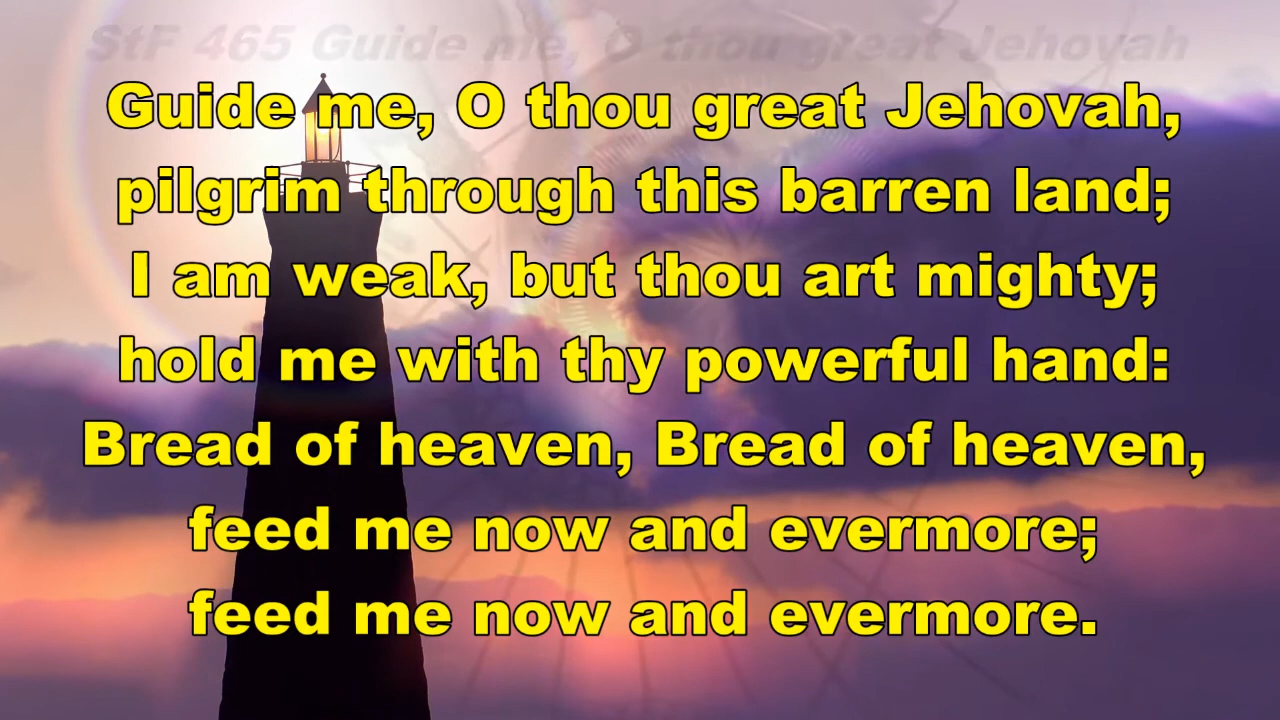 StF 465 Guide me, O thou great Jehovah
Guide me, O thou great Jehovah,
pilgrim through this barren land;
I am weak, but thou art mighty;
hold me with thy powerful hand:
Bread of heaven, Bread of heaven,
feed me now and evermore;
feed me now and evermore.